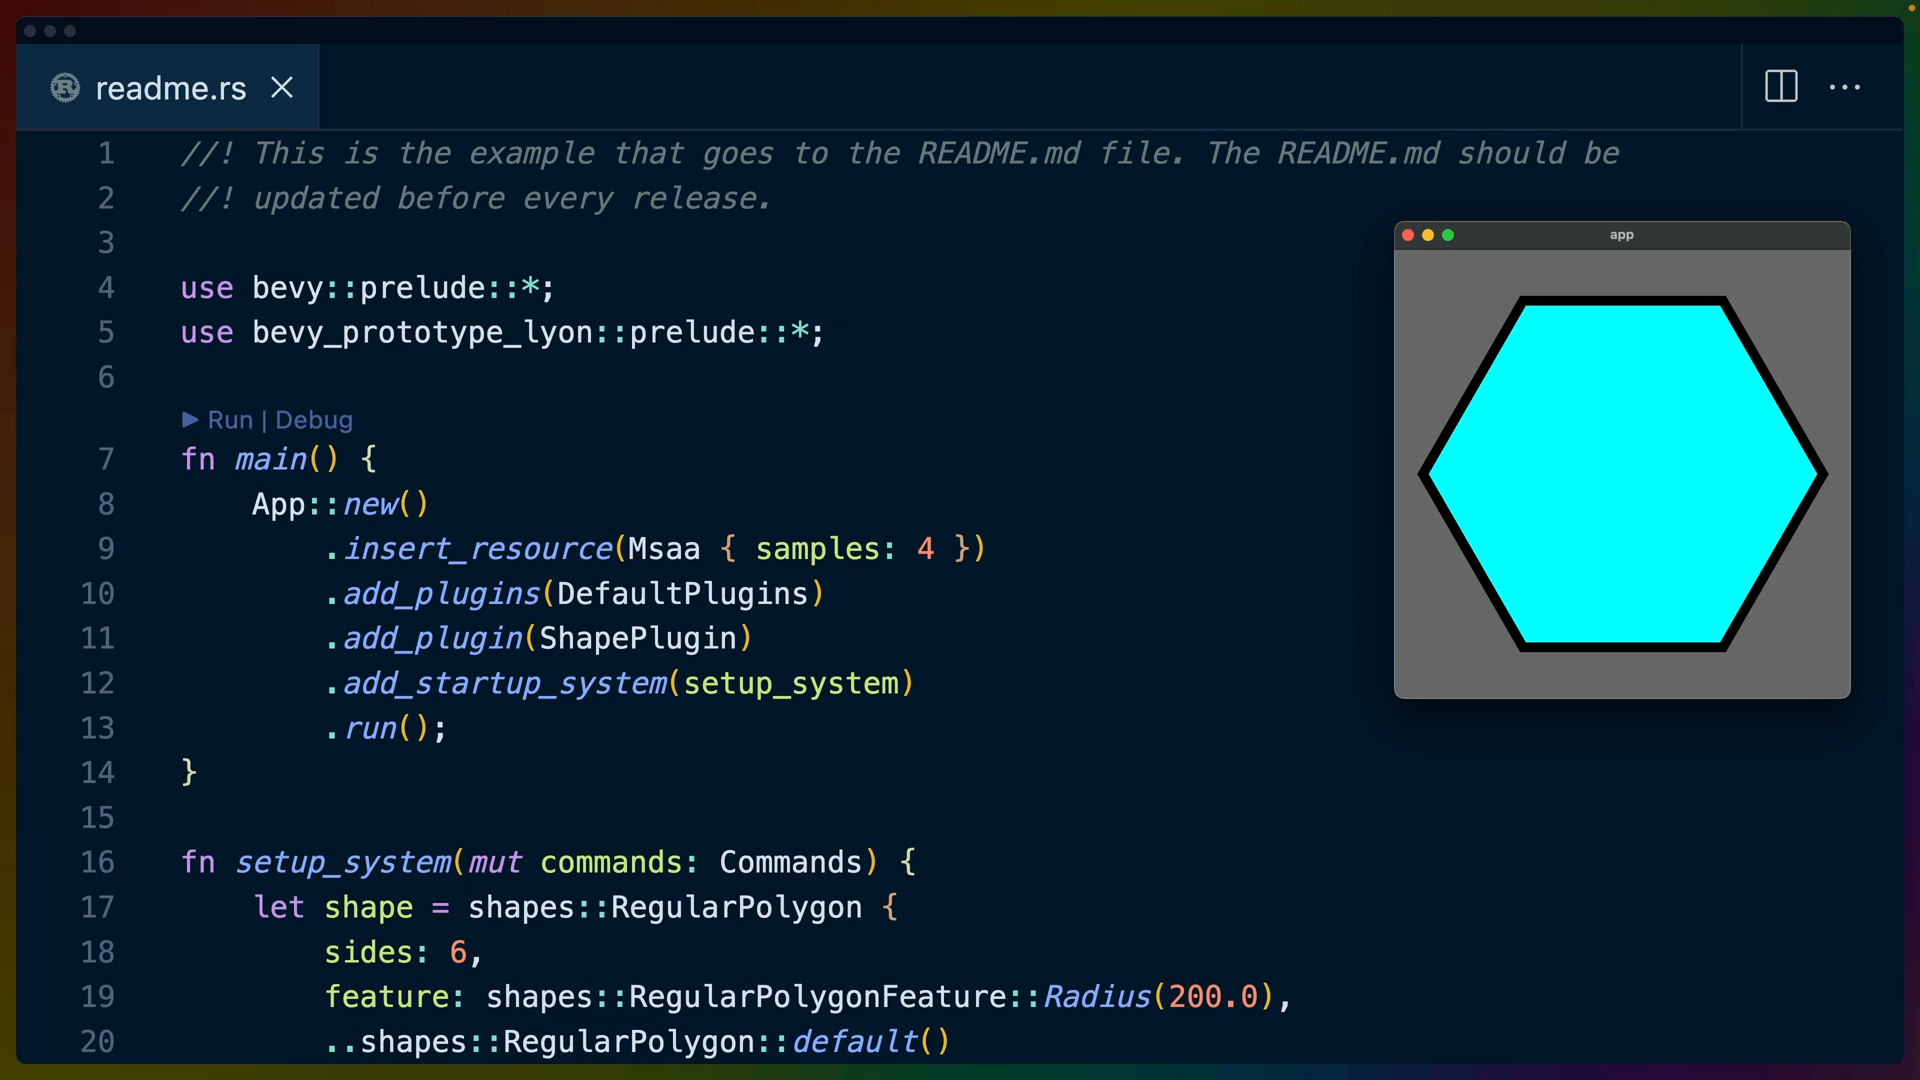 readme.rs
1 //! This is the example that goes to the README.md file. The README.md should be
2 //! updated before every release.
3
4 use bevy::prelude::*;
5 use bevy_prototype_lyon::prelude::*;
6
Run | Debug
7 fn main() {
8     App::new()
9         .insert_resource(Msaa { samples: 4 })
10         .add_plugins(DefaultPlugins)
11         .add_plugin(ShapePlugin)
12         .add_startup_system(setup_system)
13         .run();
14 }
15
16 fn setup_system(mut commands: Commands) {
17     let shape = shapes::RegularPolygon {
18         sides: 6,
19         feature: shapes::RegularPolygonFeature::Radius(200.0),
20         ..shapes::RegularPolygon::default()
app